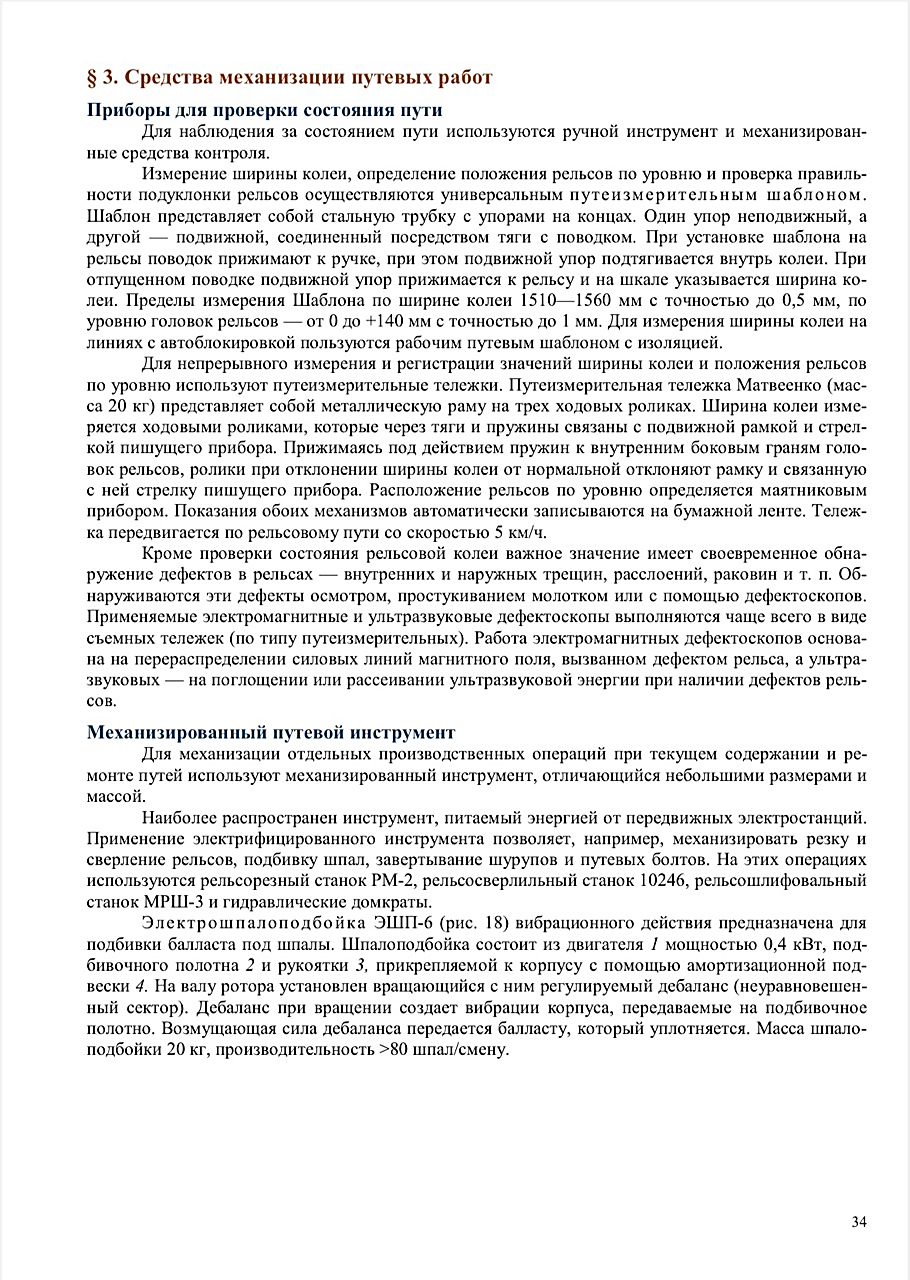 § 3. Средства механизации путевых работ
Приборы для проверки состояния пути
Для наблюдения за состоянием пути используются ручной инструмент и механизирован-
ные средства контроля.
Измерение ширины колеи, определение положения рельсов по уровню и проверка правиль-
ности подуклонки рельсов осуществляются универсальным путеизмерительным шаблоном.
Шаблон представляет собой стальную трубку с упорами на концах. Один упор неподвижный, а
другой — подвижной, соединенный посредством тяги с поводком. При установке шаблона на
рельсы поводок прижимают к ручке, при этом подвижной упор подтягивается внутрь колеи. При
отпущенном поводке подвижной упор прижимается к рельсу и на шкале указывается ширина ко-
леи. Пределы измерения Шаблона по ширине колеи 1510—1560 мм с точностью до 0,5 мм, по
уровню головок рельсов — от 0 до +140 мм с точностью до 1 мм. Для измерения ширины колеи на
линиях с автоблокировкой пользуются рабочим путевым шаблоном с изоляцией.
Для непрерывного измерения и регистрации значений ширины колеи и положения рельсов
по уровню используют путеизмерительные тележки. Путеизмерительная тележка Матвеенко (мас-
са 20 кг) представляет собой металлическую раму на трех ходовых роликах. Ширина колеи изме-
ряется ходовыми роликами, которые через тяги и пружины связаны с подвижной рамкой и стрел-
кой пишущего прибора. Прижимаясь под действием пружин к внутренним боковым граням голо-
вок рельсов, ролики при отклонении ширины колеи от нормальной отклоняют рамку и связанную
с ней стрелку пишущего прибора. Расположение рельсов по уровню определяется маятниковым
прибором. Показания обоих механизмов автоматически записываются на бумажной ленте. Тележ-
ка передвигается по рельсовому пути со скоростью 5 км/ч.
Кроме проверки состояния рельсовой колеи важное значение имеет своевременное обна-
ружение дефектов в рельсах — внутренних и наружных трещин, расслоений, раковин и т. п. Об-
наруживаются эти дефекты осмотром, простукиванием молотком или с помощью дефектоскопов.
Применяемые электромагнитные и ультразвуковые дефектоскопы выполняются чаще всего в виде
съемных тележек (по типу путеизмерительных). Работа электромагнитных дефектоскопов основа-
на на перераспределении силовых линий магнитного поля, вызванном дефектом рельса, а ультра-
звуковых — на поглощении или рассеивании ультразвуковой энергии при наличии дефектов рель-
сов.
Механизированный путевой инструмент
Для механизации отдельных производственных операций при текущем содержании и ре-
монте путей используют механизированный инструмент, отличающийся небольшими размерами и
массой.
Наиболее распространен инструмент, питаемый энергией от передвижных электростанций.
Применение электрифицированного инструмента позволяет, например, механизировать резку и
сверление рельсов, подбивку шпал, завертывание шурупов и путевых болтов. На этих операциях
используются рельсорезный станок РМ-2, рельсосверлильный станок 10246, рельсошлифовальный
станок МРШ-3 и гидравлические домкраты.
Электрошпалоподбойка ЭШП-6 (рис. 18) вибрационного действия предназначена для
подбивки балласта под шпалы. Шпалоподбойка состоит из двигателя 1 мощностью 0,4 кВт, под-
бивочного полотна 2 и рукоятки 3, прикрепляемой к корпусу с помощью амортизационной под-
вески 4. На валу ротора установлен вращающийся с ним регулируемый дебаланс (неуравновешен-
ный сектор). Дебаланс при вращении создает вибрации корпуса, передаваемые на подбивочное
полотно. Возмущающая сила дебаланса передается балласту, который уплотняется. Масса шпало-
подбойки 20 кг, производительность >80 шпал/смену.
34